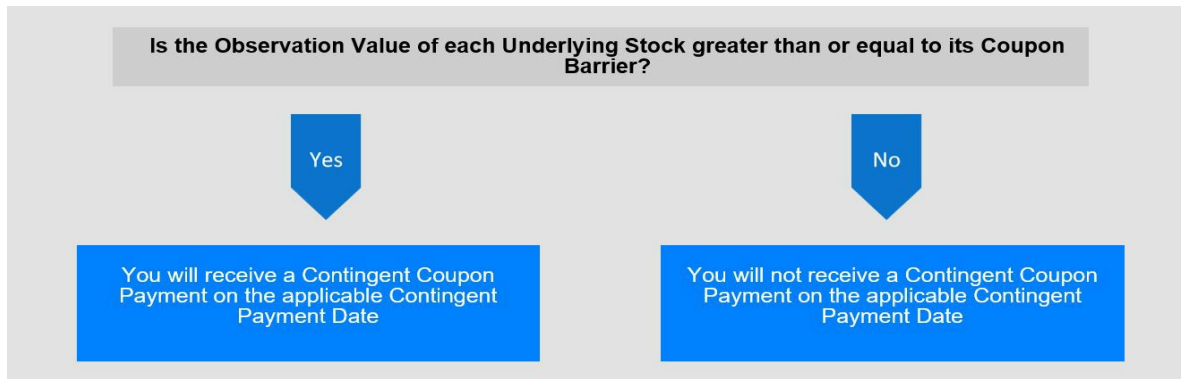 Is the Observation Value of each Underlying Stock greater than or equal to its Coupon
Barrier?
Yes
No
You will receive a Contingent Coupon
Payment on the applicable Contingent
Payment Date
You will not receive a Contingent Coupon
Payment on the applicable Contingent
Payment Date